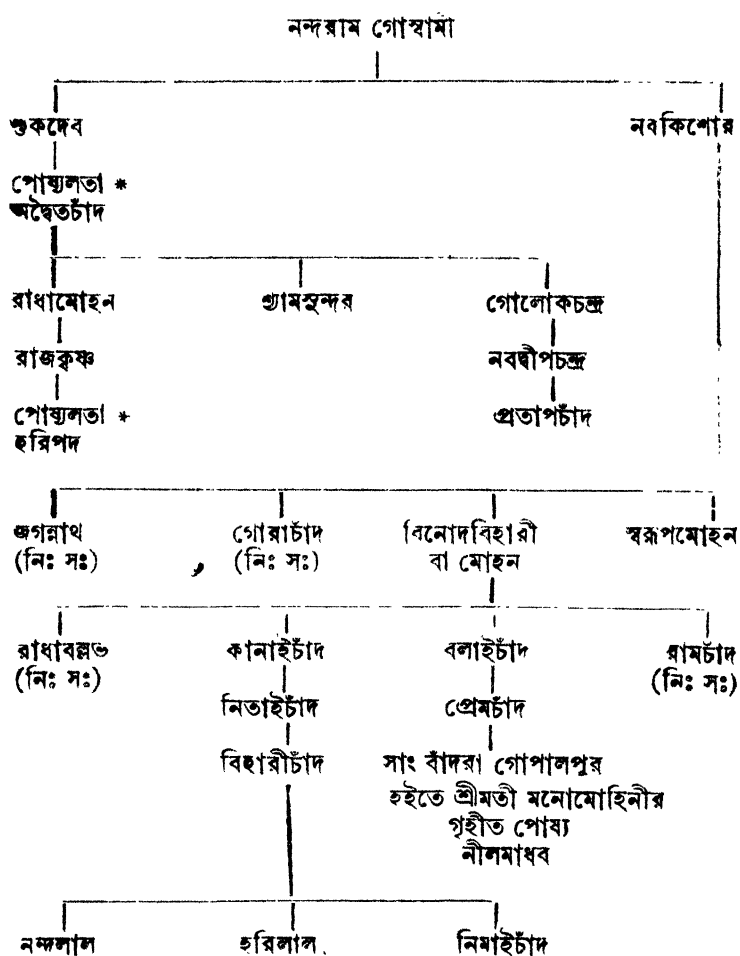 নন্দরাম গোস্বামী
শুকদেব নবকিশোর
পোষ্যলতা *
অদ্বৈতচাঁদ
রাধামোহন শ্যামসুন্দর গোলোকচন্দ্র
রাজকৃষ্ণ নবদ্বীপচন্দ্র
পোষ্যলতা * প্রতাপচাঁদ
হরিপদ
জগন্নাথ গোরাচাঁদ বিনোদবিহারী স্বরূপমোহন
(নিঃ সঃ) (নিঃ সঃ) বা মোহন
রাধাবল্লভ কানাইচাঁদ বলাইচাঁদ রামচাঁদ
(নিঃ সঃ) নিতাইচাঁদ প্রেমচাঁদ (নিঃ সঃ)
বিহারীচাঁদ সাং বাঁদরা গোপালপুর
হইতে শ্রীমতী মনোমোহিনীর
গৃহীত পোষ্য
নীলমাধব
নন্দলাল হরিলাল নিমাইচাঁদ